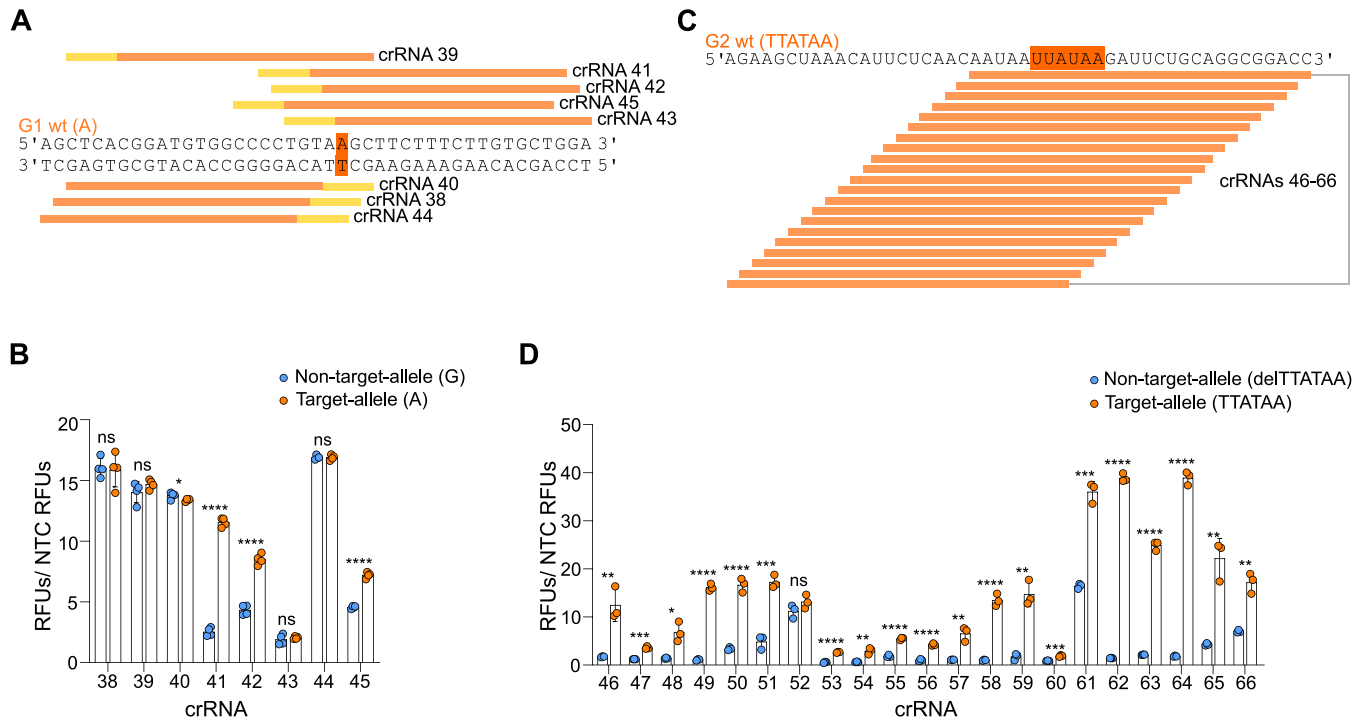 A
crRNA 39
crRNA 41
crRNA 42
crRNA 45
crRNA 43
G1 wt (A)
5'AGCTCACGGATGTGGCCCCTGTAAGCTTCTTTCTTGTGCTGGA 3'
3'TCGAGTGCGTACACCGGGGACATTCGAAGAAAGAACACGACCT 5'
crRNA 40
crRNA 38
crRNA 44
C
G2 wt (TTATAA)
5'AGAAGCUAAACAUUCUCAACAAUAAUUAUAAGAUUCUGCAGGCGGACC3'
crRNAs 46-66
B
Non-target-allele (G)
Target-allele (A)
RFUs/ NTC RFUs
20
15
10
5
0
ns
ns
*
****
****
ns
ns
****
38 39 40 41 42 43 44 45
crRNA
D
Non-target-allele (delTTATAA)
Target-allele (TTATAA)
RFUs/ NTC RFUs
50
40
30
20
10
0
**
***
*
****
****
***
ns
****
**
****
****
**
****
**
***
***
****
****
****
**
**
46 47 48 49 50 51 52 53 54 55 56 57 58 59 60 61 62 63 64 65 66
crRNA